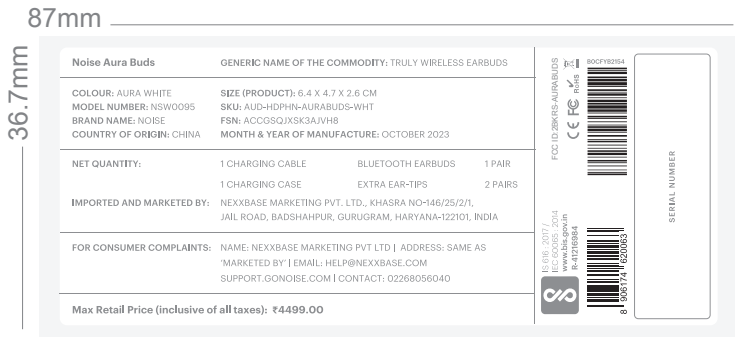 87mm
36.7mm
Noise Aura Buds
GENERIC NAME OF THE COMMODITY: TRULY WIRELESS EARBUDS
COLOUR: AURA WHITE
MODEL NUMBER: NSW0095
BRAND NAME: NOISE
COUNTRY OF ORIGIN: CHINA
SIZE (PRODUCT): 6.4 X 4.7 X 2.6 CM
SKU: AUD-HDPHN-AURABUDS-WHT
FSN: ACCGSQJXSK3AJVH8
MONTH & YEAR OF MANUFACTURE: OCTOBER 2023
NET QUANTITY: 1 CHARGING CABLE BLUETOOTH EARBUDS 1 PAIR
1 CHARGING CASE EXTRA EAR-TIPS 2 PAIRS
IMPORTED AND MARKETED BY: NEXXBASE MARKETING PVT. LTD., KHASRA NO-146/25/2/1,
JAIL ROAD, BADSHAHPUR, GURUGRAM, HARYANA-122101, INDIA
FOR CONSUMER COMPLAINTS: NAME: NEXXBASE MARKETING PVT LTD | ADDRESS: SAME AS
'MARKETED BY' | EMAIL: HELP@NEXXBASE.COM
SUPPORT.GONOISE.COM | CONTACT: 02268056040
Max Retail Price (inclusive of all taxes): ₹4499.00
FCC ID: 2BKRS-AURABUDS
CE FC RoHS
B0CFYB2154
IS 616 : 2017 /
IEC 60065 : 2014
www.bis.gov.in
R-41216984
8 906174 620063
SERIAL NUMBER